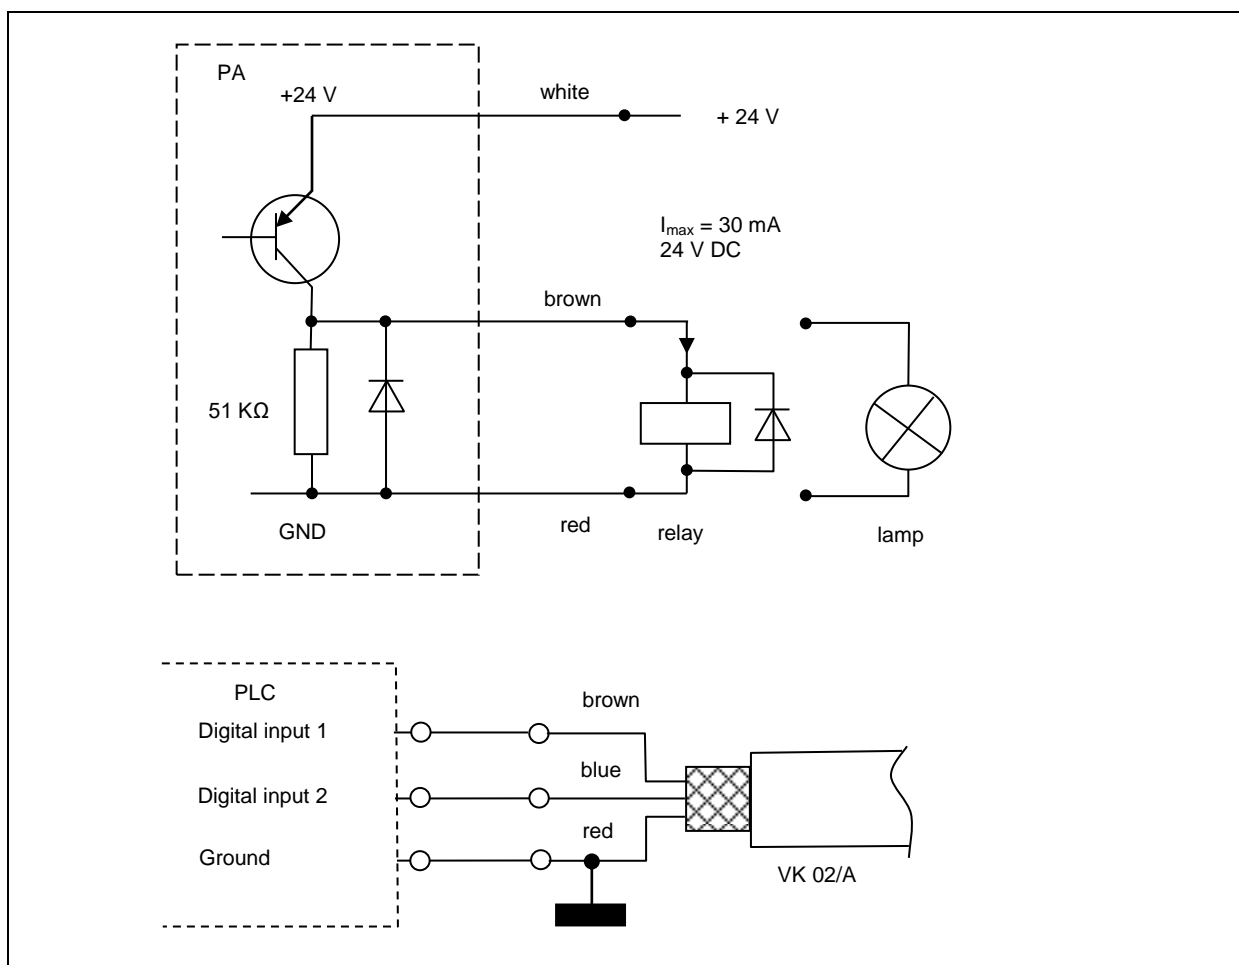 PA
+24 V
white
+ 24 V
Imax = 30 mA
24 V DC
brown
51 KΩ
GND
red
relay
lamp
PLC
brown
Digital input 1
blue
Digital input 2
red
Ground
VK 02/A